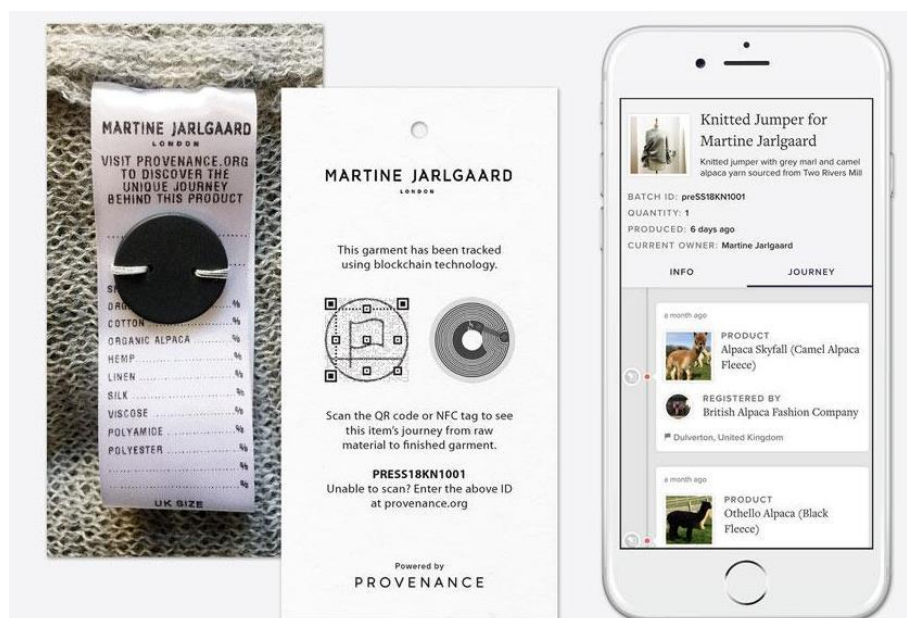 MARTINE JARLGAARD
LONDON
VISIT PROVENANCE.ORG
TO DISCOVER THE
UNIQUE JOURNEY
BEHIND THIS PRODUCT
%
%
COTTON %
ORGANIC ALPACA %
HEMP %
LINEN %
SILK %
VISCOSE %
POLYAMIDE %
POLYESTER %
%
%
UK SIZE
MARTINE JARLGAARD
LONDON
This garment has been tracked
using blockchain technology.
Scan the QR code or NFC tag to see
this item's journey from raw
material to finished garment.
PRESS18KN1001
Unable to scan? Enter the above ID
at provenance.org
Powered by
PROVENANCE
Knitted Jumper for
Martine Jarlgaard
Knitted jumper with grey marl and camel
alpaca yarn sourced from Two Rivers Mill
BATCH ID: preSS18KN1001
QUANTITY: 1
PRODUCED: 6 days ago
CURRENT OWNER: Martine Jarlgaard
INFO JOURNEY
a month ago
PRODUCT
Alpaca Skyfall (Camel Alpaca
Fleece)
REGISTERED BY
British Alpaca Fashion Company
Dulverton, United Kingdom
a month ago
PRODUCT
Othello Alpaca (Black
Fleece)